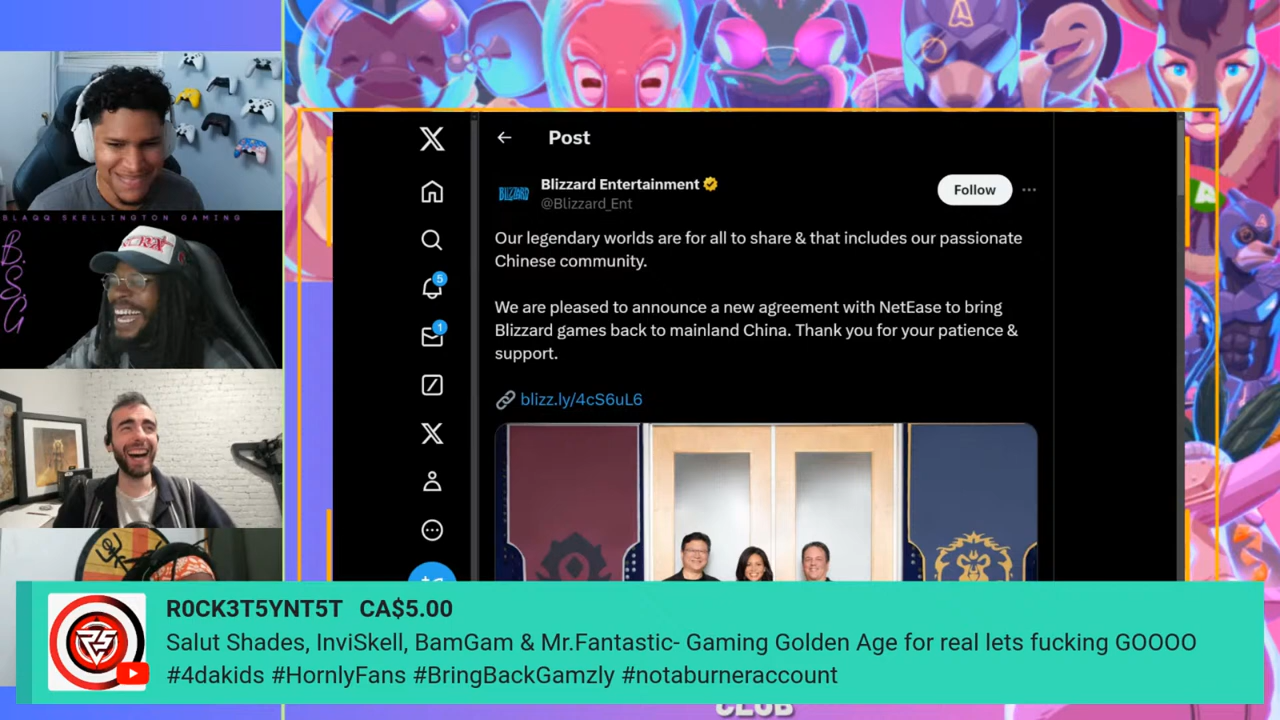 BLAQQ SKELLINGTON GAMING
B.
S.
G
Post
BLIZZARD
Blizzard Entertainment
@Blizzard_Ent
Follow
5
1
Our legendary worlds are for all to share & that includes our passionate
Chinese community.
We are pleased to announce a new agreement with NetEase to bring
Blizzard games back to mainland China. Thank you for your patience &
support.
blizz.ly/4cS6uL6
R0CK3T5YNT5T CA$5.00
Salut Shades, InviSkell, BamGam & Mr.Fantastic- Gaming Golden Age for real lets fucking GOOOO
#4dakids #HornlyFans #BringBackGamzly #notaburneraccount
CLUB